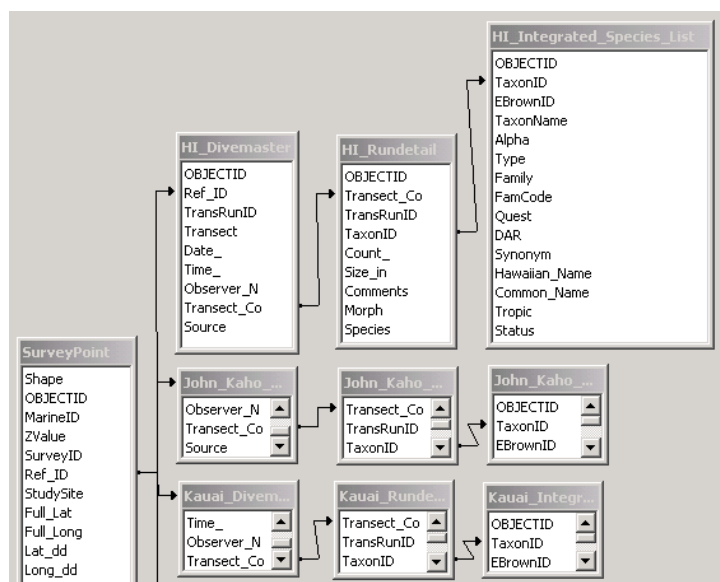 HI_Integrated_Species_List
OBJECTID
TaxonID
EBrownID
TaxonName
Alpha
Type
Family
FamCode
Quest
DAR
Synonym
Hawaiian_Name
Common_Name
Tropic
Status
HI_Divemaster
OBJECTID
Ref_ID
TransRunID
Transect
Date_
Time_
Observer_N
Transect_Co
Source
HI_Rundetail
OBJECTID
Transect_Co
TransRunID
TaxonID
Count_
Size_in
Comments
Morph
Species
SurveyPoint
Shape
OBJECTID
MarineID
ZValue
SurveyID
Ref_ID
StudySite
Full_Lat
Full_Long
Lat_dd
Long_dd
John_Kaho_...
Observer_N
Transect_Co
Source
John_Kaho_...
Transect_Co
TransRunID
TaxonID
John_Kaho_...
OBJECTID
TaxonID
EBrownID
Kauai_Divem...
Time_
Observer_N
Transect_Co
Kauai_Runde...
Transect_Co
TransRunID
TaxonID
Kauai_Integr...
OBJECTID
TaxonID
EBrownID